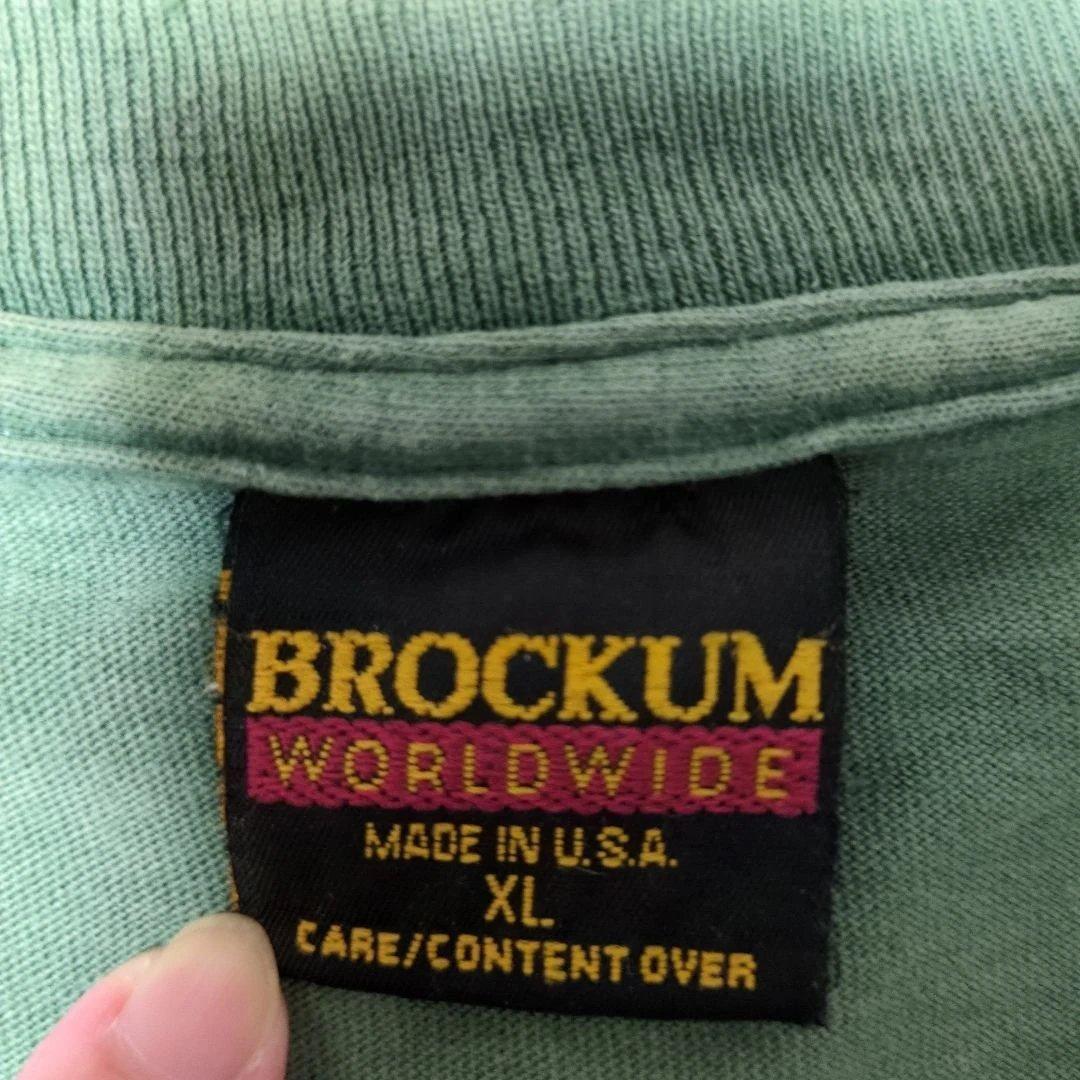 BROCKUM
WORLDWIDE
MADE IN U.S.A.
XL
CARE/CONTENT OVER